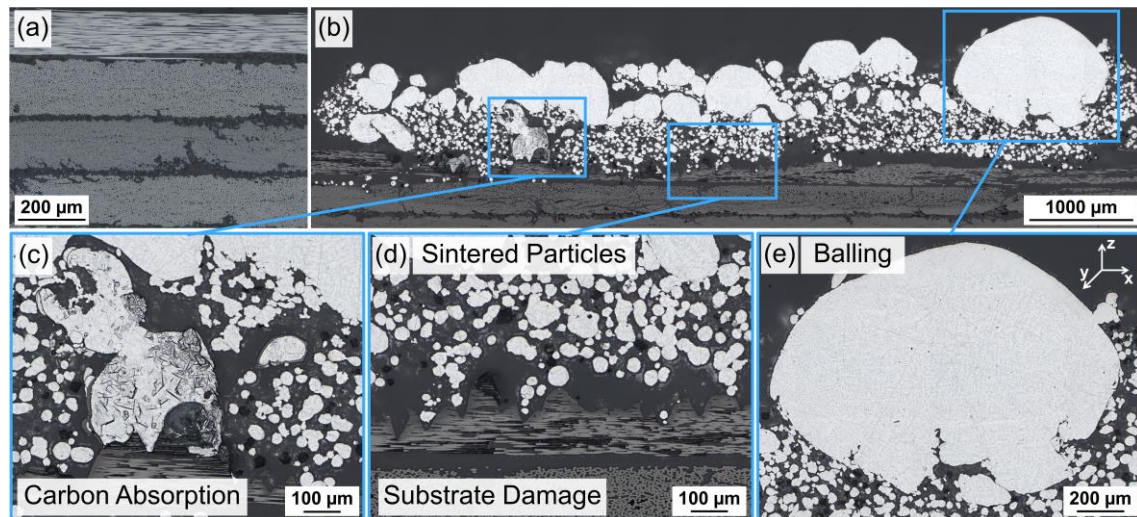 (a)
200 µm
(b)
1000 µm
(c)
Carbon Absorption
100 µm
(d) Sintered Particles
Substrate Damage
100 µm
(e) Balling
z
y
x
200 µm